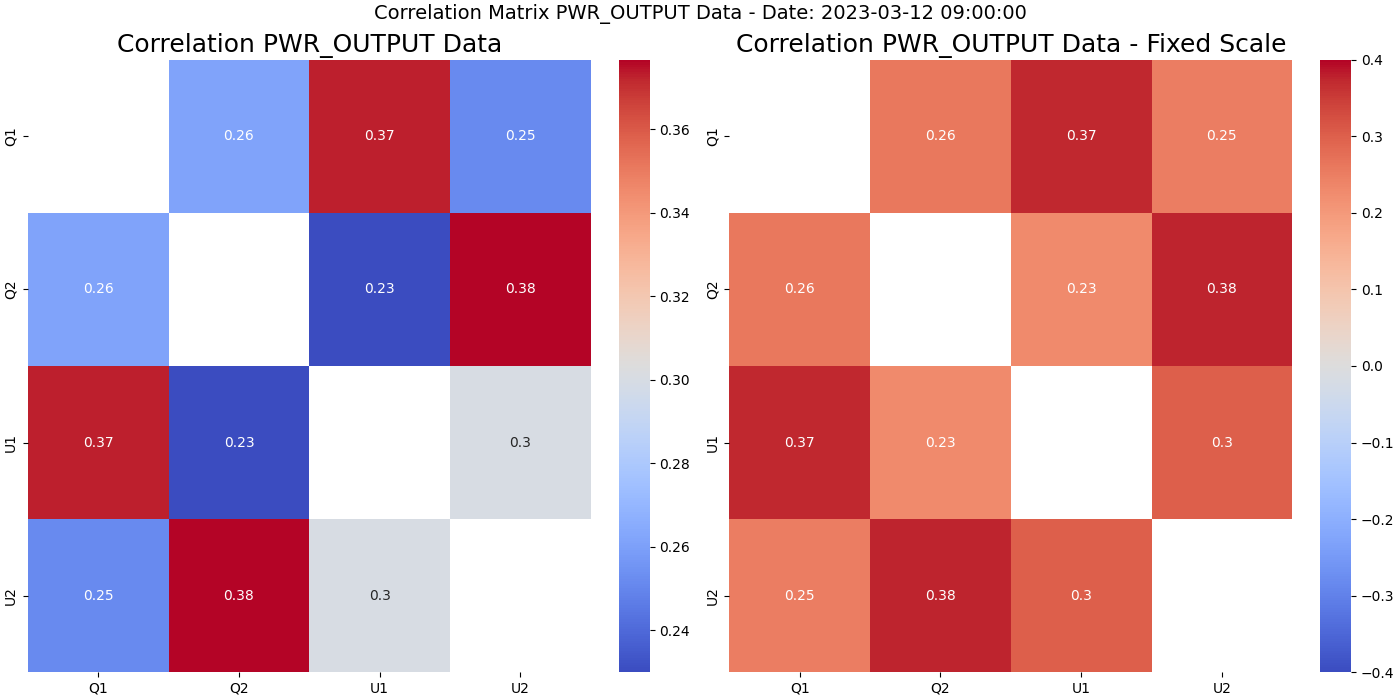 Correlation Matrix PWR_OUTPUT Data - Date: 2023-03-12 09:00:00
Correlation PWR_OUTPUT Data
Q1
0.26
0.37
0.25
Q2
0.26
0.23
0.38
U1
0.37
0.23
0.3
U2
0.25
0.38
0.3
Q1
Q2
U1
U2
0.36
0.34
0.32
0.30
0.28
0.26
0.24
Correlation PWR_OUTPUT Data - Fixed Scale
Q1
0.26
0.37
0.25
Q2
0.26
0.23
0.38
U1
0.37
0.23
0.3
U2
0.25
0.38
0.3
Q1
Q2
U1
U2
0.4
0.3
0.2
0.1
0.0
−0.1
−0.2
−0.3
−0.4